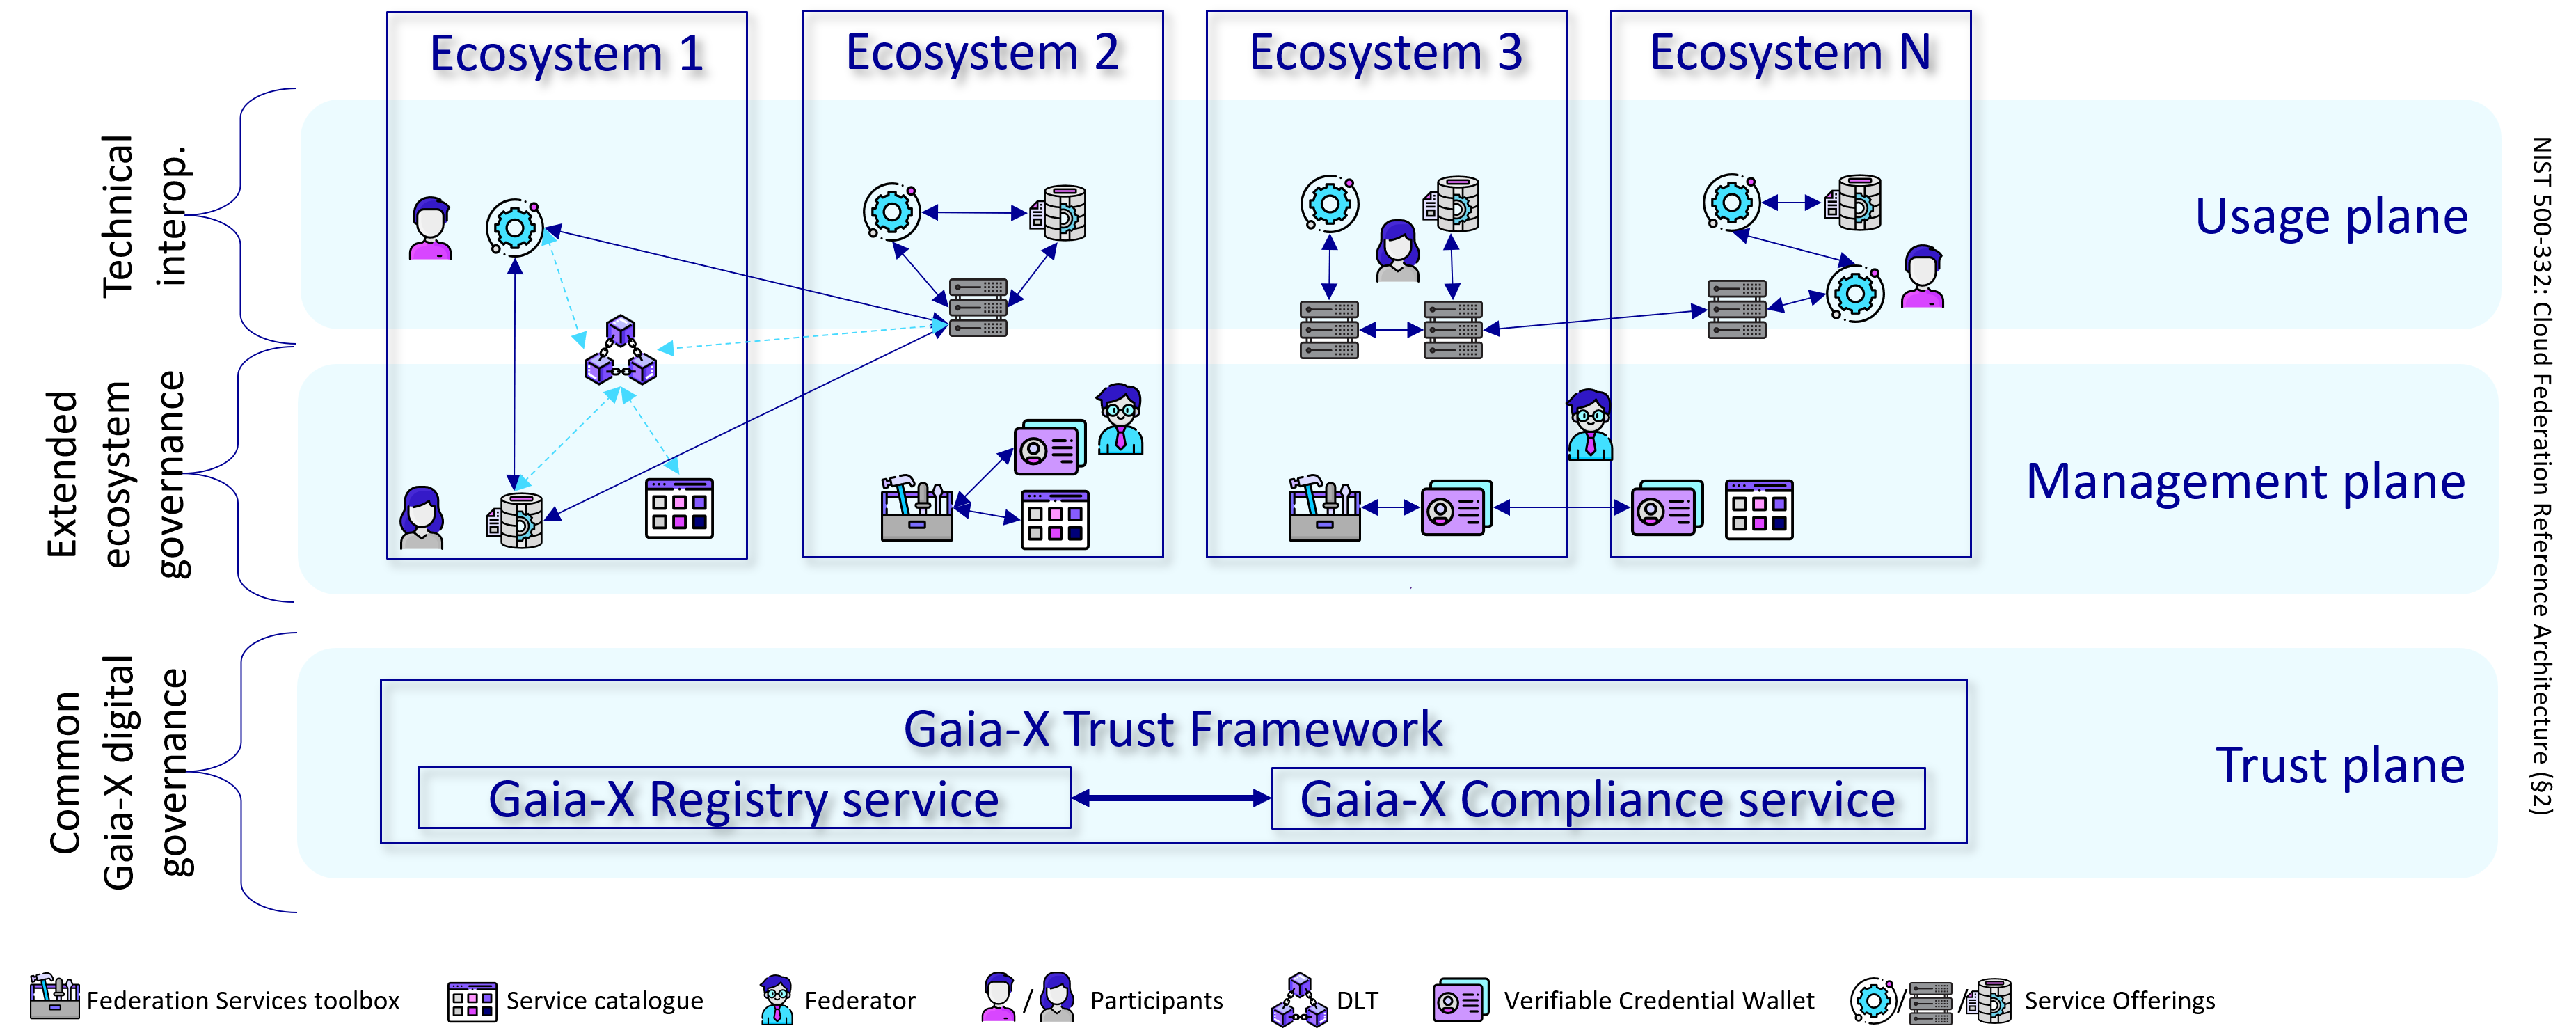 Ecosystem 1
Ecosystem 2
Ecosystem 3
Ecosystem N
Technical
interop.
Usage plane
Extended
ecosystem
governance
Management plane
Common
Gaia-X digital
governance
Gaia-X Trust Framework
Gaia-X Registry service
Gaia-X Compliance service
Trust plane
NIST 500-332: Cloud Federation Reference Architecture (§2)
Federation Services toolbox
Service catalogue
Federator
/
Participants
DLT
Verifiable Credential Wallet
/ /
Service Offerings